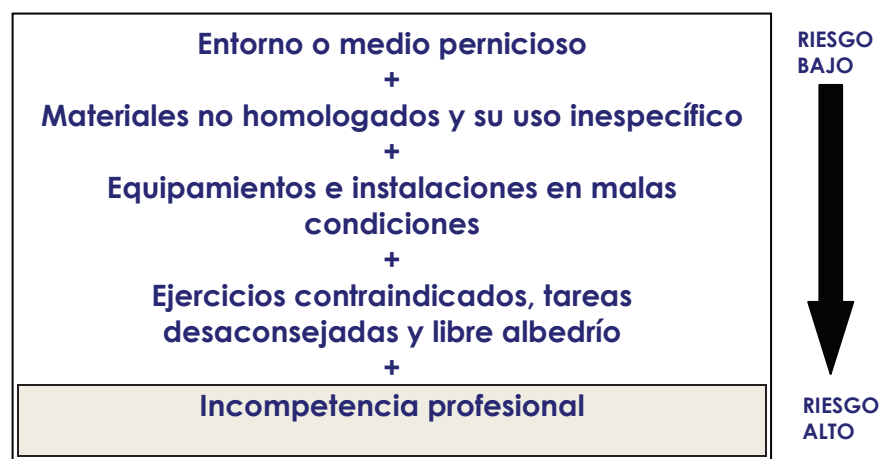 Entorno o medio pernicioso
+
Materiales no homologados y su uso inespecífico
+
Equipamientos e instalaciones en malas
condiciones
+
Ejercicios contraindicados, tareas
desaconsejadas y libre albedrío
+
Incompetencia profesional
RIESGO
BAJO
RIESGO
ALTO